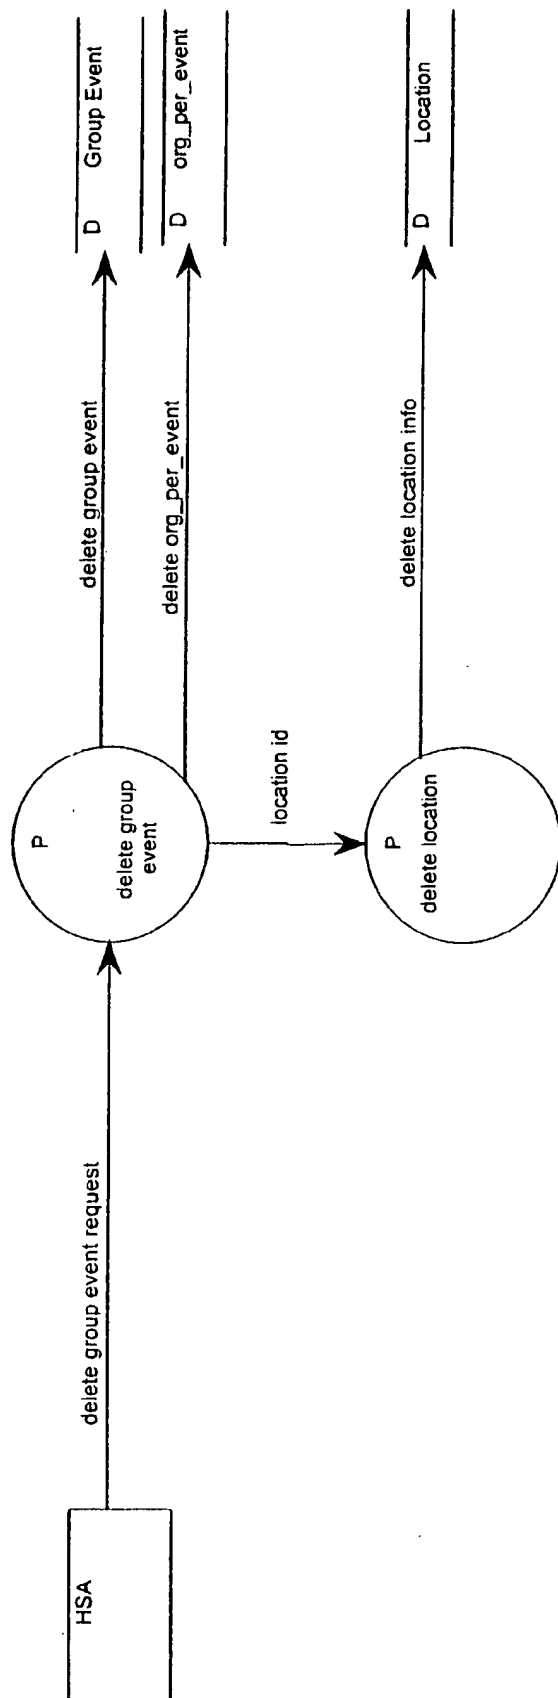 HSA
delete group event request
P
delete group
event
delete group event
D Group Event
delete org_per_event
D org_per_event
location id
P
delete location
delete location info
D Location